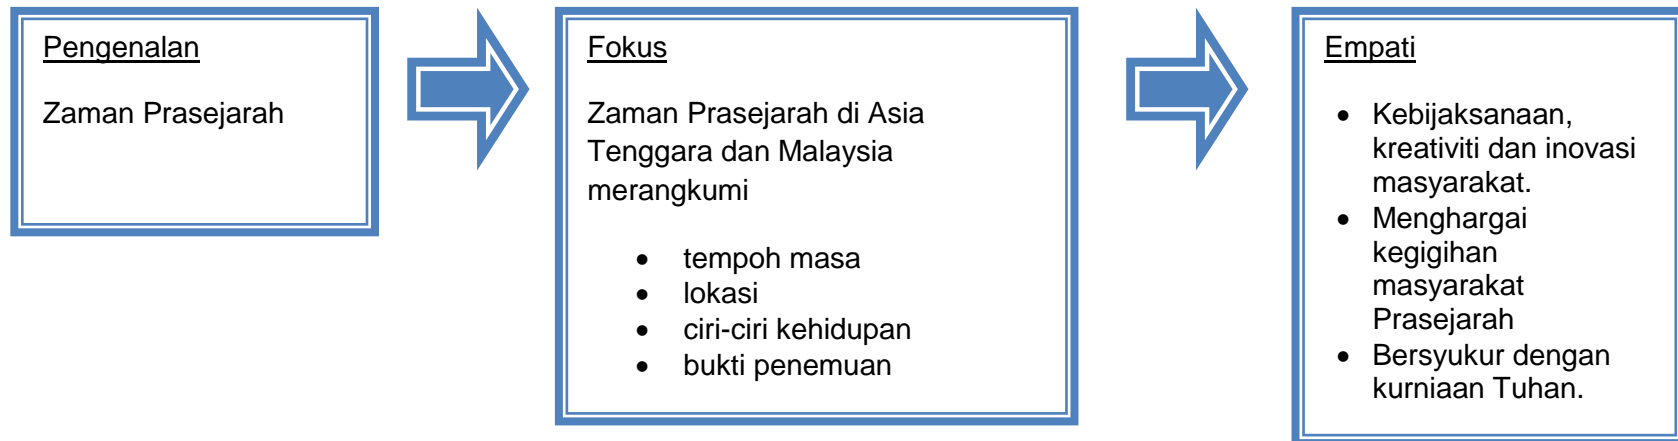 Pengenalan
Zaman Prasejarah
Fokus
Zaman Prasejarah di Asia
Tenggara dan Malaysia
merangkumi
• tempoh masa
• lokasi
• ciri-ciri kehidupan
• bukti penemuan
Empati
• Kebijaksanaan,
kreativiti dan inovasi
masyarakat.
• Menghargai
kegigihan
masyarakat
Prasejarah
• Bersyukur dengan
kurniaan Tuhan.